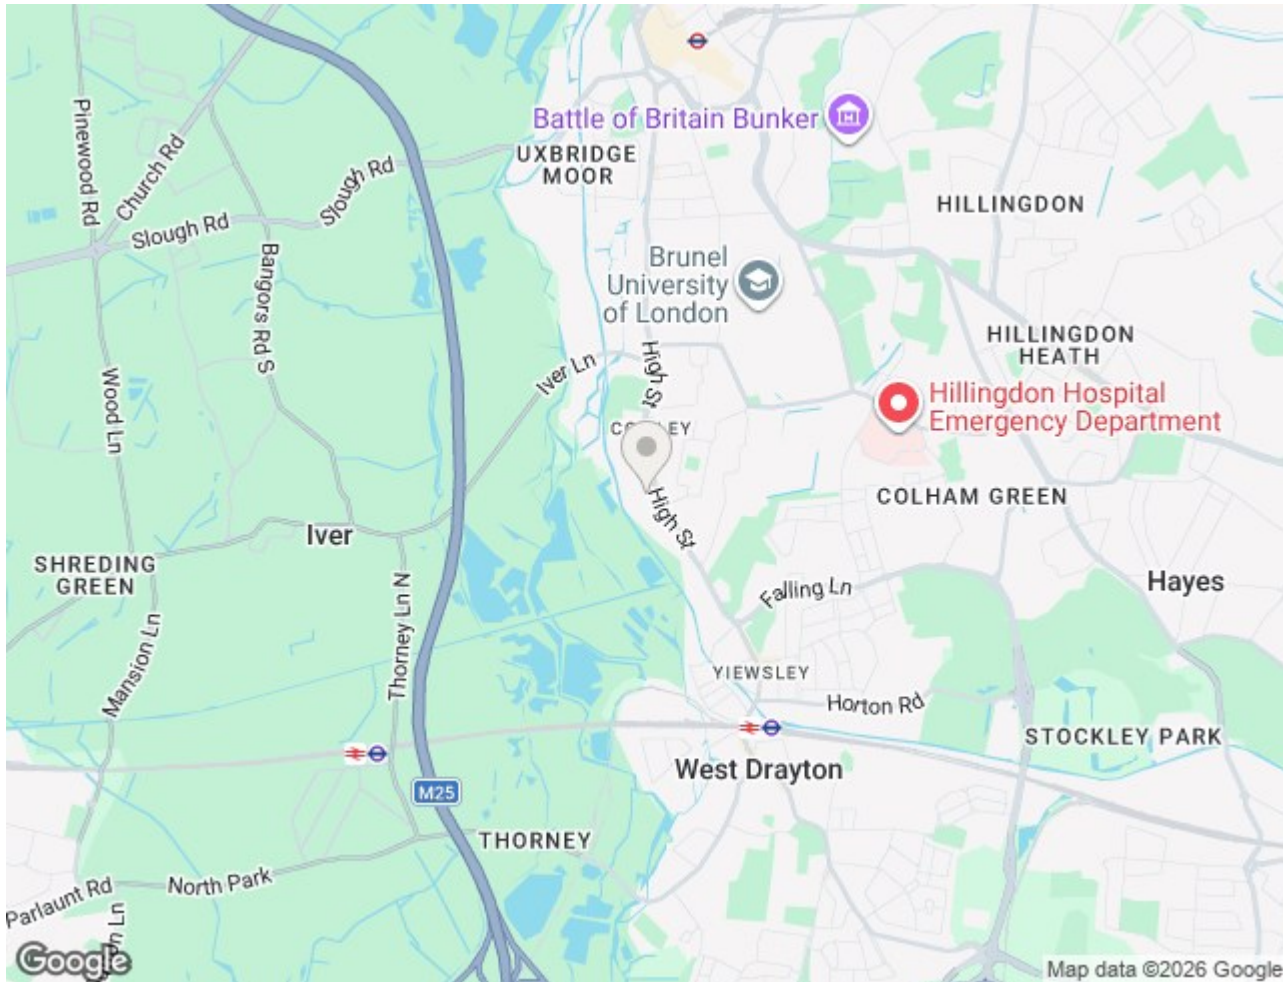 Battle of Britain Bunker
UXBRIDGE
MOOR
Pinewood Rd
Church Rd
Slough Rd
Slough Rd
HILLINGDON
Bangors Rd S
Brunel
University
of London
HILLINGDON
HEATH
High St
Iver Ln
Wood Ln
Hillingdon Hospital
Emergency Department
High St
COLHAM GREEN
Iver
SHREDING
GREEN
Hayes
Falling Ln
Thorney Ln N
Mansion Ln
YIEWSLEY
Horton Rd
STOCKLEY PARK
West Drayton
M25
THORNEY
North Park
Parlaunt Rd
Google
Map data ©2026 Google